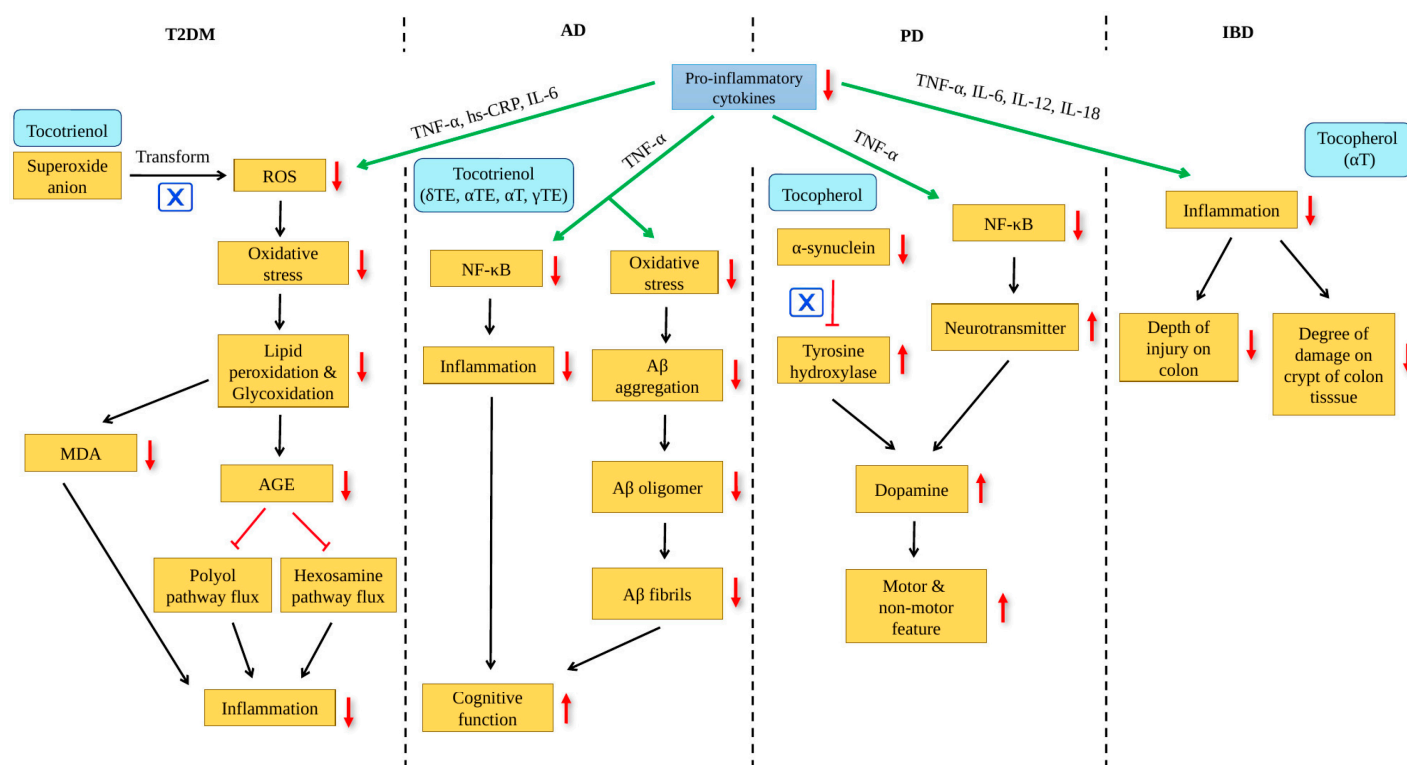 T2DM
AD
PD
IBD
Pro-inflammatory
cytokines
TNF-α, hs-CRP, IL-6
TNF-α
TNF-α
TNF-α, IL-6, IL-12, IL-18
Tocotrienol
Superoxide
anion
Transform
X
ROS
Oxidative
stress
Lipid
peroxidation &
Glycoxidation
MDA
AGE
Polyol
pathway flux
Hexosamine
pathway flux
Inflammation
Tocotrienol
(δTE, αTE, αT, γTE)
NF-κB
Oxidative
stress
Inflammation
Aβ
aggregation
Aβ oligomer
Aβ fibrils
Cognitive
function
Tocopherol
α-synuclein
X
Tyrosine
hydroxylase
NF-κB
Neurotransmitter
Dopamine
Motor &
non-motor
feature
Tocopherol
(αT)
Inflammation
Depth of
injury on
colon
Degree of
damage on
crypt of colon
tisssue